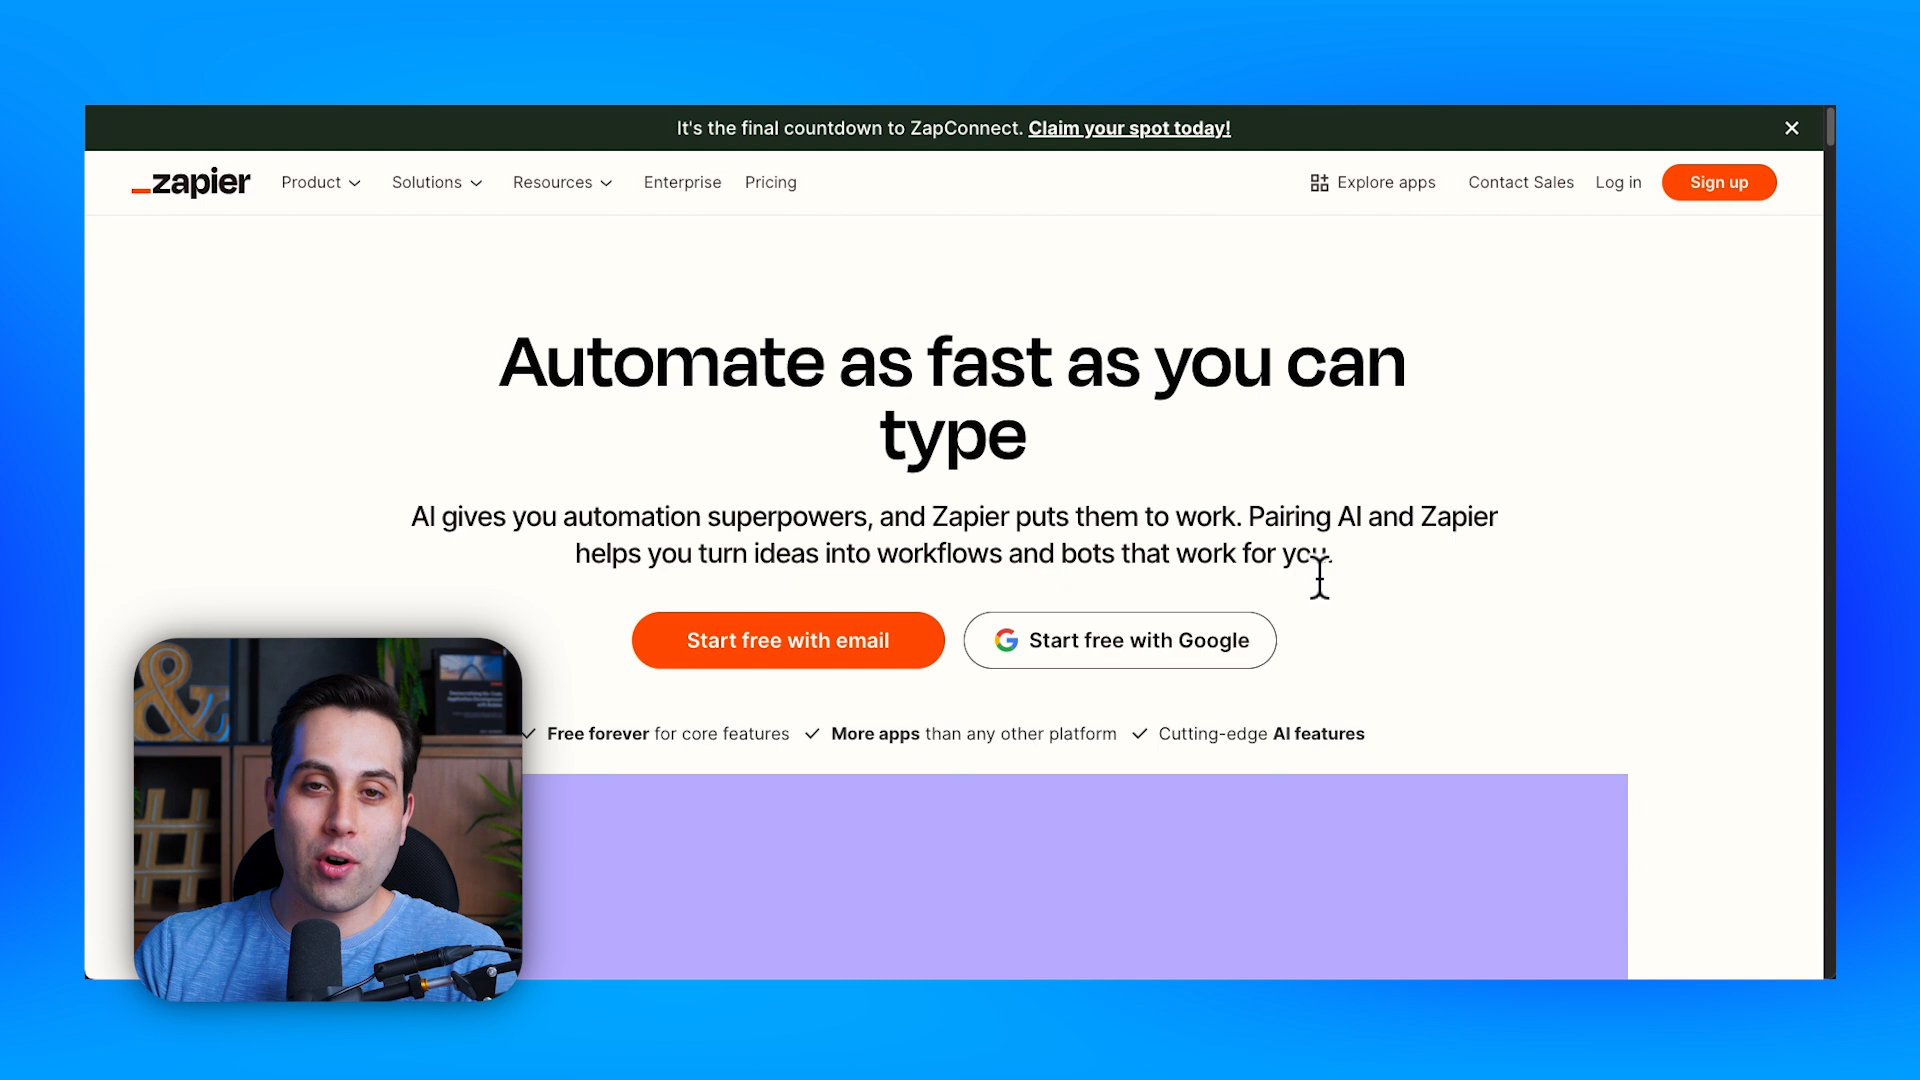 It's the final countdown to ZapConnect. Claim your spot today!
zapier Product Solutions Resources Enterprise Pricing Explore apps Contact Sales Log in Sign up
Automate as fast as you can
type
AI gives you automation superpowers, and Zapier puts them to work. Pairing AI and Zapier
helps you turn ideas into workflows and bots that work for you.
Start free with email Start free with Google
Free forever for core features More apps than any other platform Cutting-edge AI features
&
#